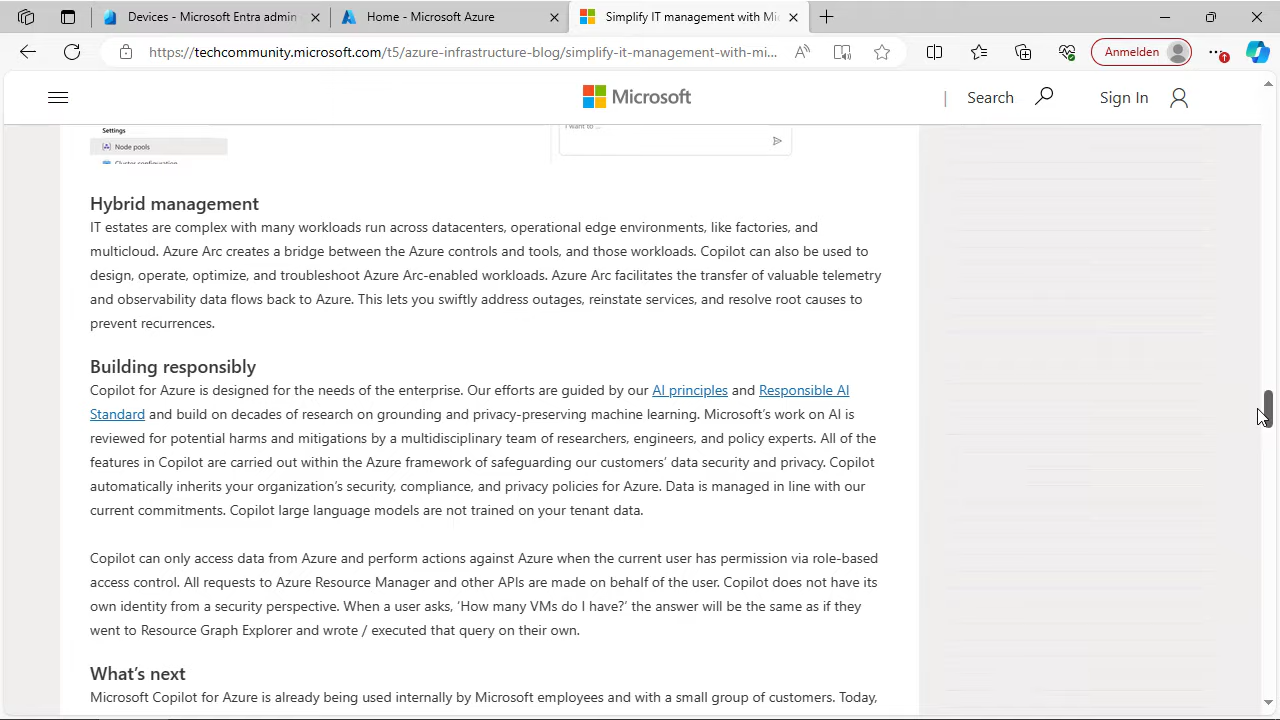 Devices - Microsoft Entra admin
Home - Microsoft Azure
Simplify IT management with Mi
https://techcommunity.microsoft.com/t5/azure-infrastructure-blog/simplify-it-management-with-mi...
Anmelden
Microsoft
| Search
Sign In
Settings
I want to ...
Node pools
Cluster configuration
Hybrid management
IT estates are complex with many workloads run across datacenters, operational edge environments, like factories, and
multicloud. Azure Arc creates a bridge between the Azure controls and tools, and those workloads. Copilot can also be used to
design, operate, optimize, and troubleshoot Azure Arc-enabled workloads. Azure Arc facilitates the transfer of valuable telemetry
and observability data flows back to Azure. This lets you swiftly address outages, reinstate services, and resolve root causes to
prevent recurrences.
Building responsibly
Copilot for Azure is designed for the needs of the enterprise. Our efforts are guided by our AI principles and Responsible AI
Standard and build on decades of research on grounding and privacy-preserving machine learning. Microsoft's work on AI is
reviewed for potential harms and mitigations by a multidisciplinary team of researchers, engineers, and policy experts. All of the
features in Copilot are carried out within the Azure framework of safeguarding our customers' data security and privacy. Copilot
automatically inherits your organization's security, compliance, and privacy policies for Azure. Data is managed in line with our
current commitments. Copilot large language models are not trained on your tenant data.
Copilot can only access data from Azure and perform actions against Azure when the current user has permission via role-based
access control. All requests to Azure Resource Manager and other APIs are made on behalf of the user. Copilot does not have its
own identity from a security perspective. When a user asks, 'How many VMs do I have?' the answer will be the same as if they
went to Resource Graph Explorer and wrote / executed that query on their own.
What's next
Microsoft Copilot for Azure is already being used internally by Microsoft employees and with a small group of customers. Today,